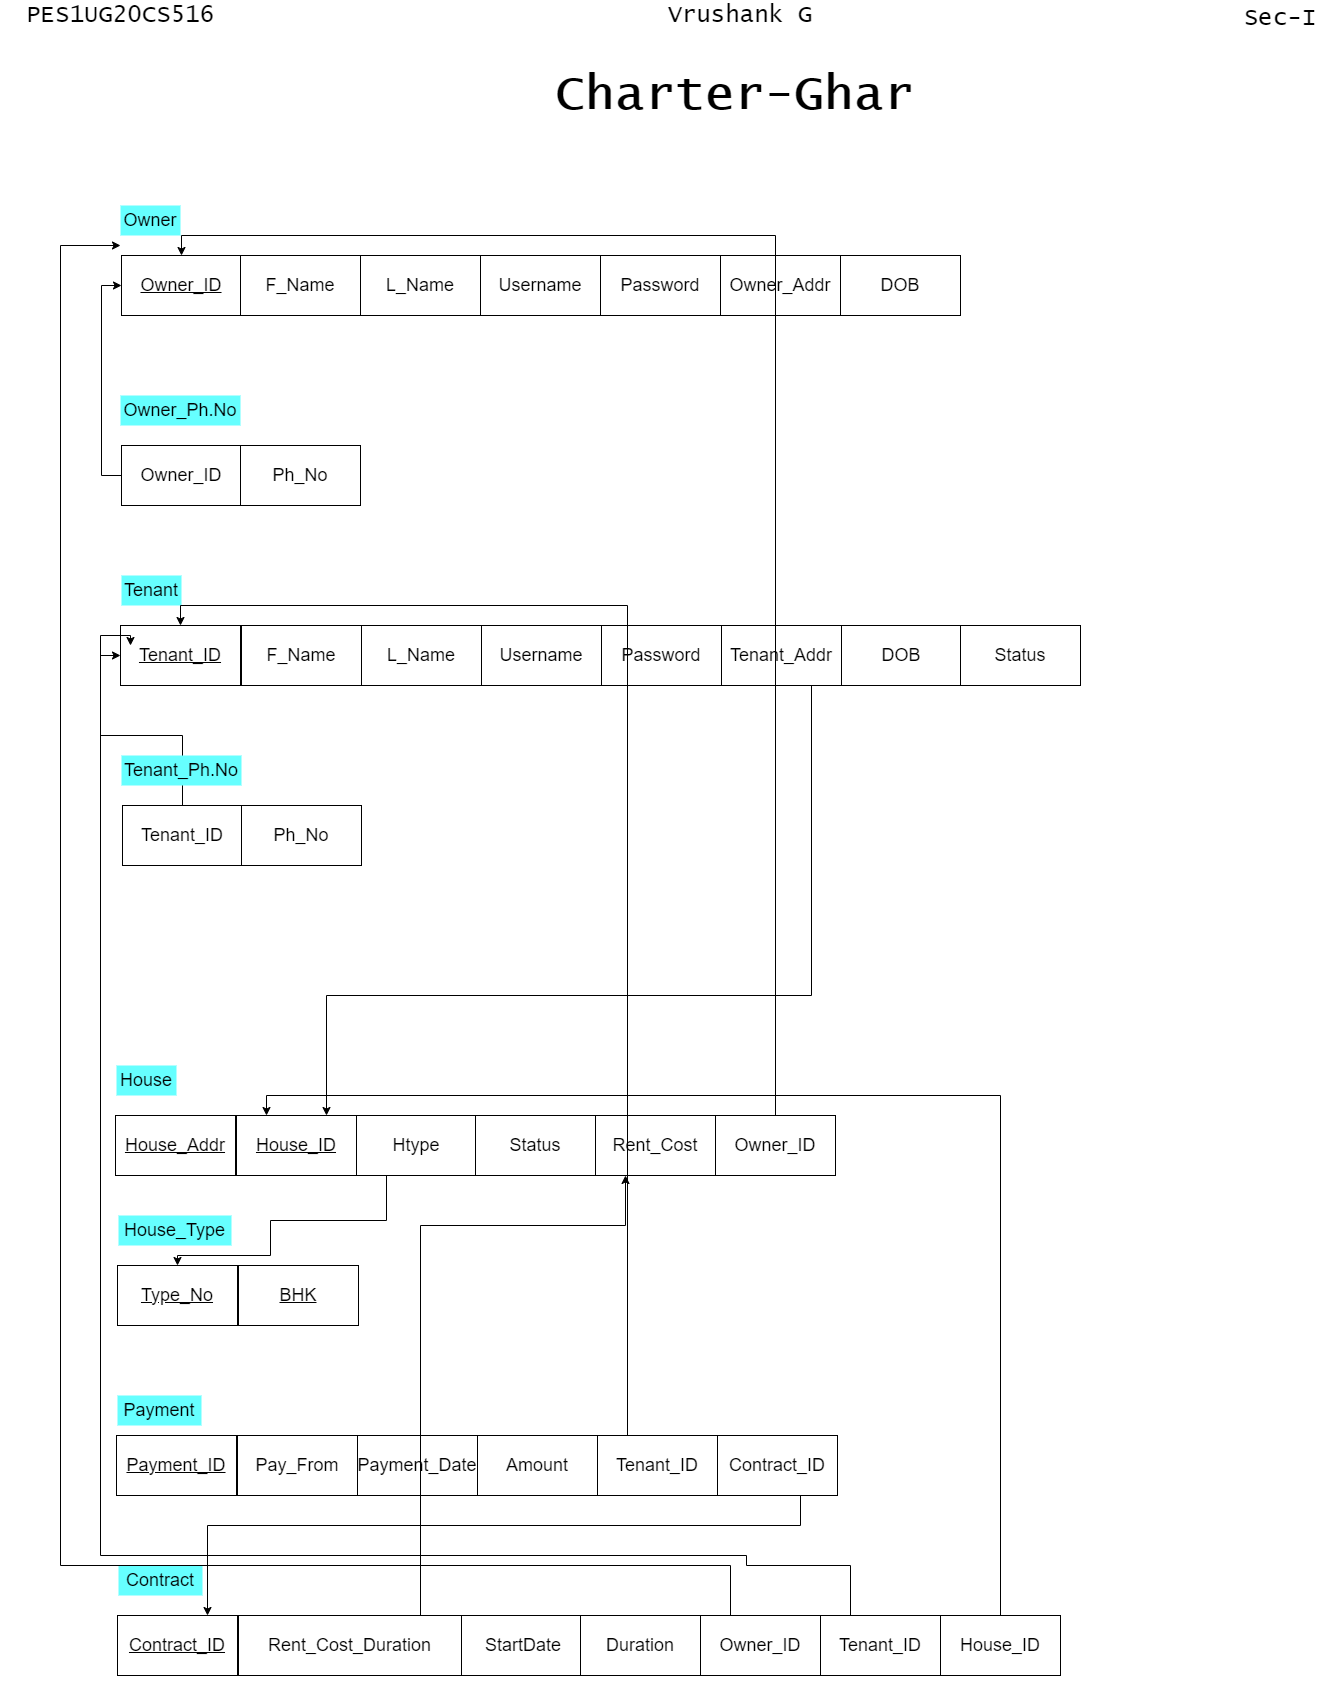 PES1UG20CS516 Vrushank G Sec-I
Charter-Ghar
Owner
Owner_ID F_Name L_Name Username Password Owner_Addr DOB
Owner_Ph.No
Owner_ID Ph_No
Tenant
Tenant_ID F_Name L_Name Username Password Tenant_Addr DOB Status
Tenant_Ph.No
Tenant_ID Ph_No
House
House_Addr House_ID Htype Status Rent_Cost Owner_ID
House_Type
Type_No BHK
Payment
Payment_ID Pay_From Payment_Date Amount Tenant_ID Contract_ID
Contract
Contract_ID Rent_Cost_Duration StartDate Duration Owner_ID Tenant_ID House_ID